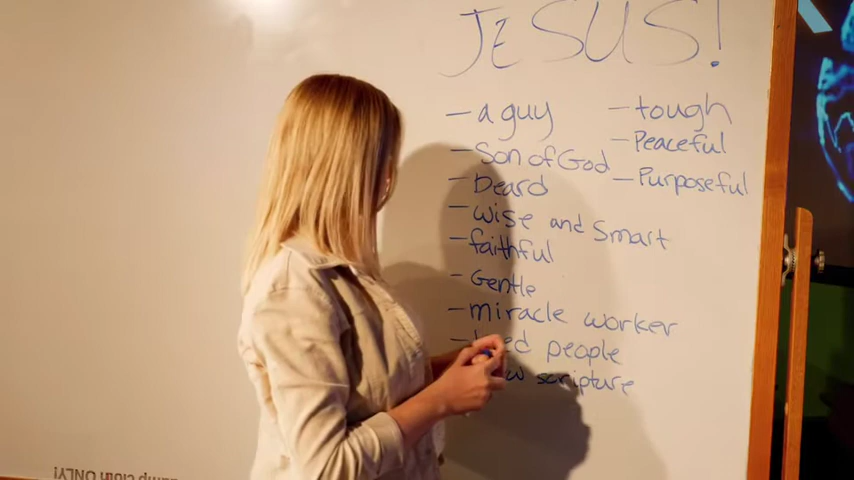 JESUS!
- a guy
- Son of God
- Beard
- wise and Smart
- faithful
- Gentle
- miracle worker
people
scripture
- tough
- Peaceful
- Purposeful
cloth ONLY!